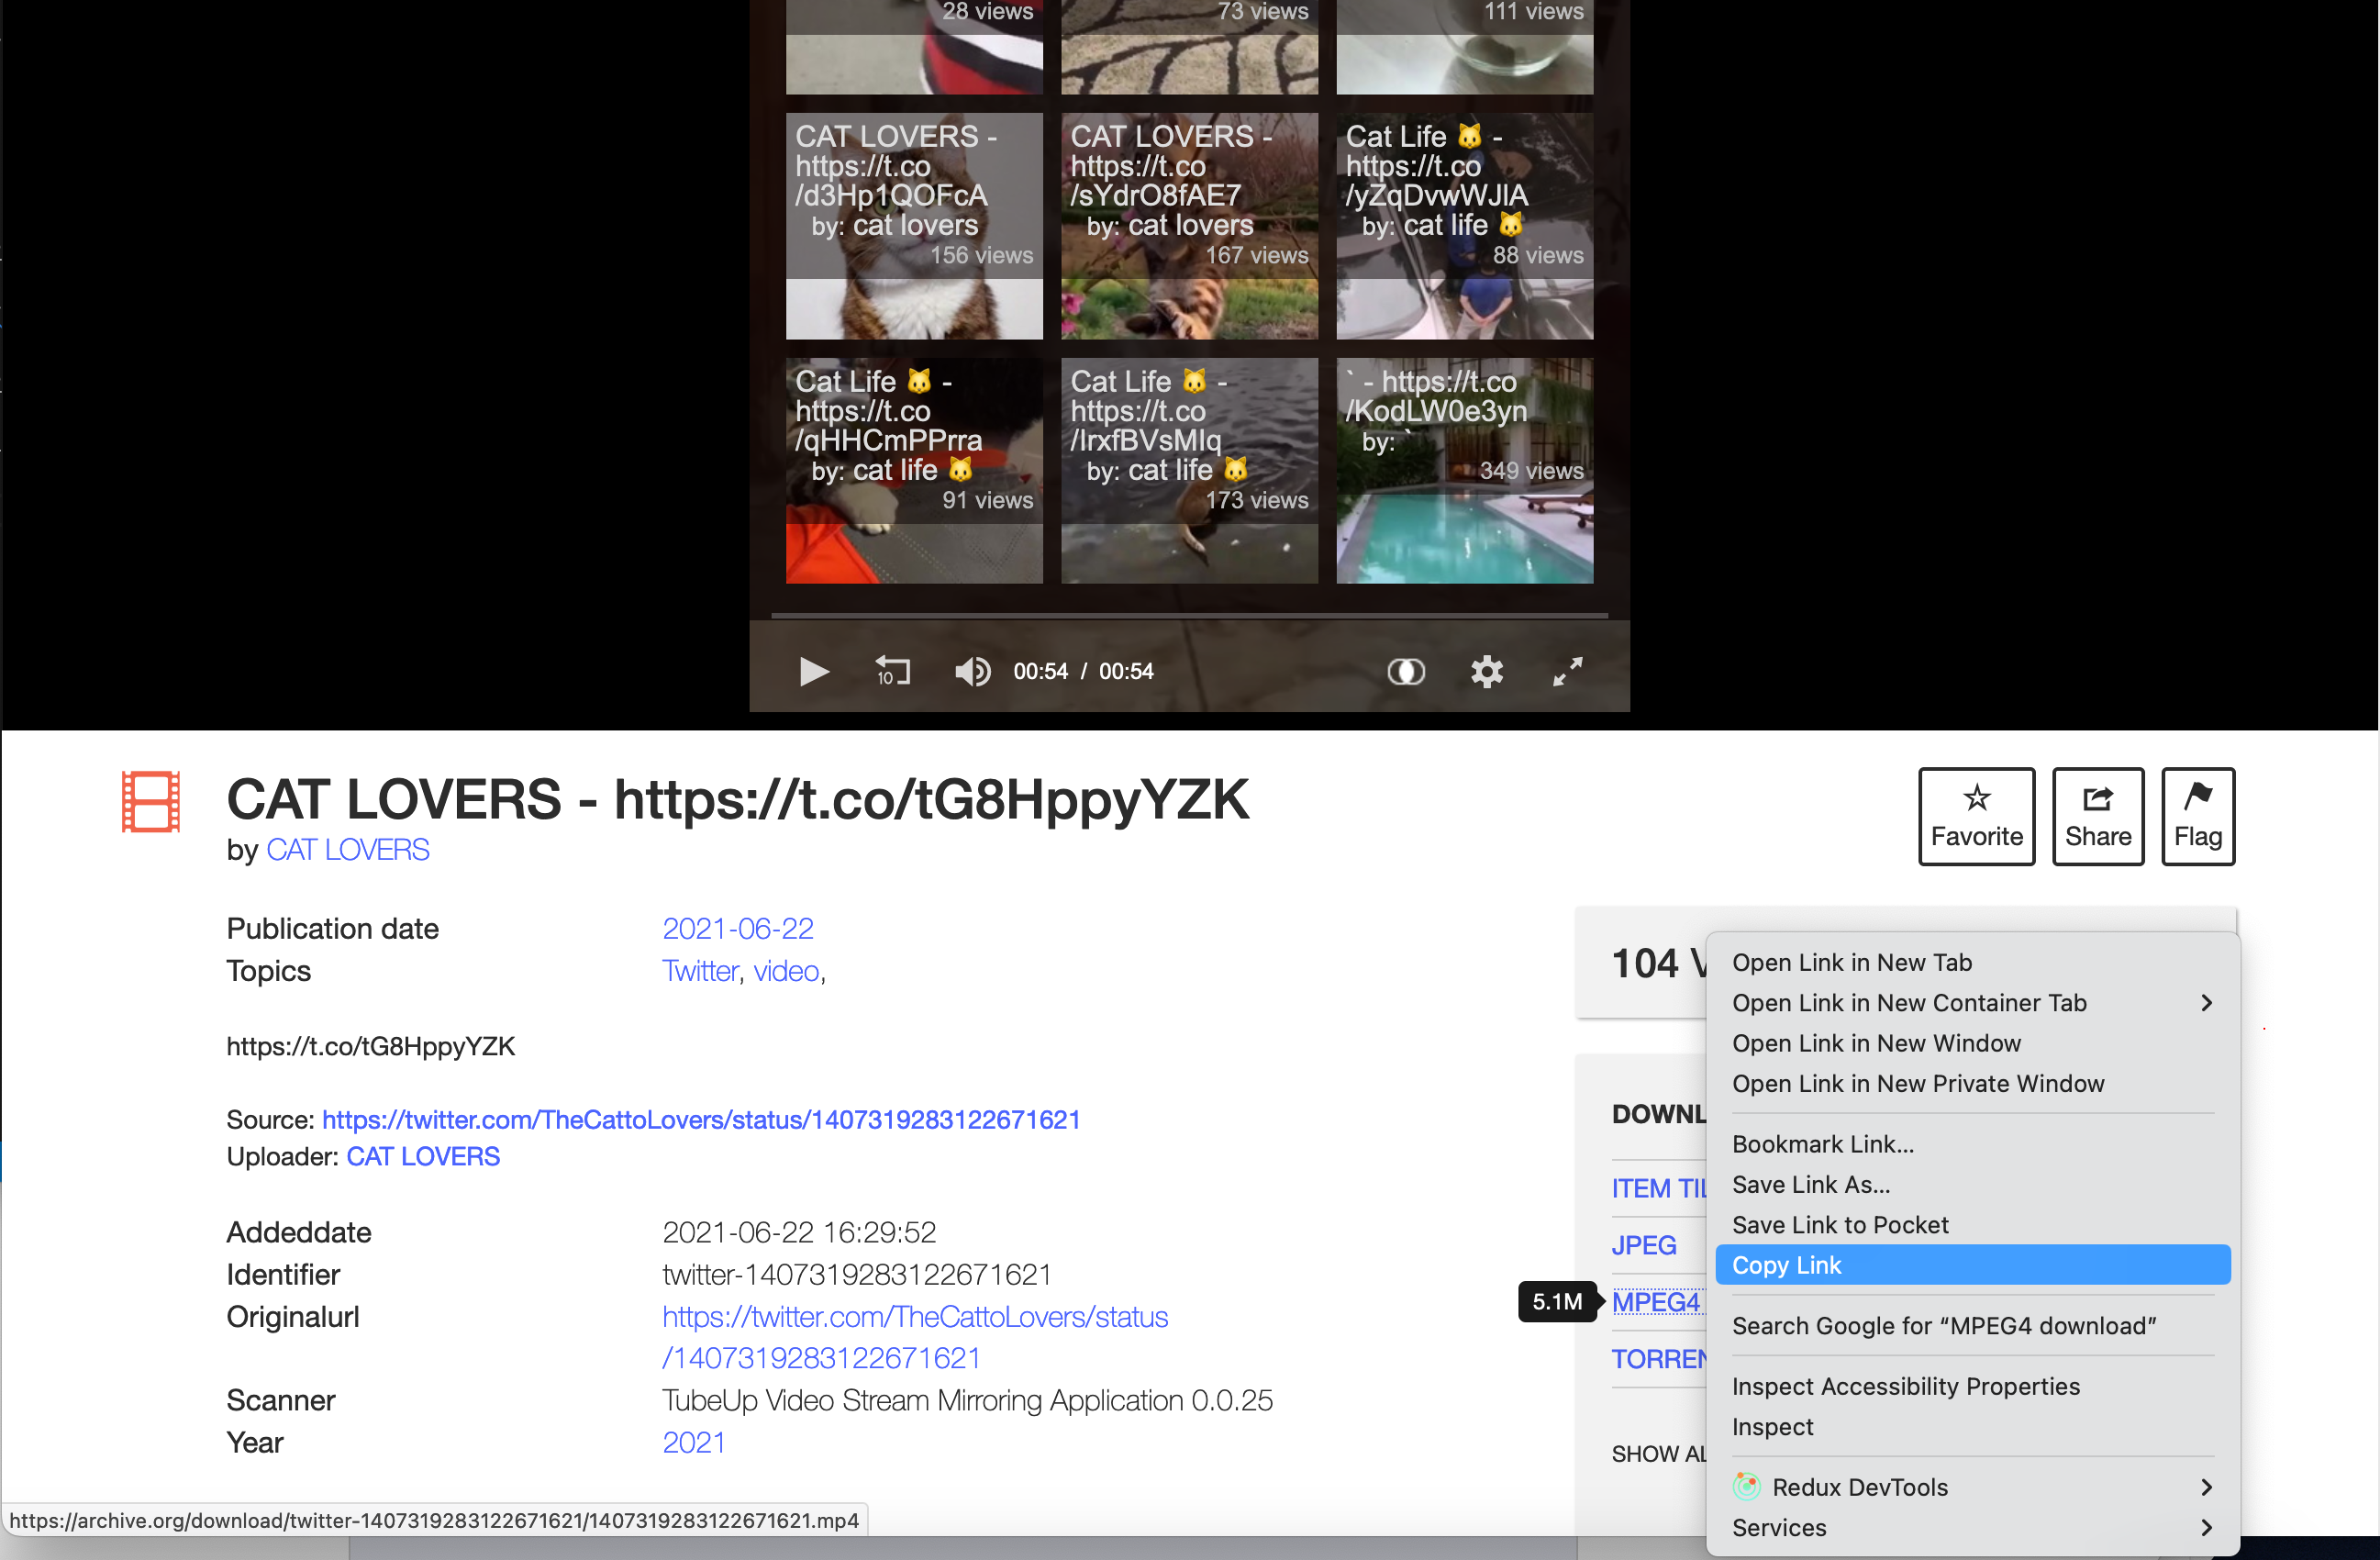 28 views
73 views
111 views
CAT LOVERS -
https://t.co
/d3Hp1QOFcA
by: cat lovers
156 views
CAT LOVERS -
https://t.co
/sYdrO8fAE7
by: cat lovers
167 views
Cat Life 🐱 -
https://t.co
/yZqDvwWJlA
by: cat life 🐱
88 views
Cat Life 🐱 -
https://t.co
/qHHCmPPrra
by: cat life 🐱
91 views
Cat Life 🐱 -
https://t.co
/IrxfBVsMIq
by: cat life 🐱
173 views
` - https://t.co
/KodLW0e3yn
by: `
349 views
10
00:54 / 00:54
CAT LOVERS - https://t.co/tG8HppyYZK
by CAT LOVERS
Favorite
Share
Flag
Publication date 2021-06-22
Topics Twitter, video,
https://t.co/tG8HppyYZK
Source: https://twitter.com/TheCattoLovers/status/1407319283122671621
Uploader: CAT LOVERS
Addeddate 2021-06-22 16:29:52
Identifier twitter-1407319283122671621
Originalurl https://twitter.com/TheCattoLovers/status
/1407319283122671621
Scanner TubeUp Video Stream Mirroring Application 0.0.25
Year 2021
104 V
DOWNL
ITEM TIL
JPEG
5.1M
MPEG4
TORREN
SHOW AL
Open Link in New Tab
Open Link in New Container Tab
Open Link in New Window
Open Link in New Private Window
Bookmark Link...
Save Link As...
Save Link to Pocket
Copy Link
Search Google for “MPEG4 download”
Inspect Accessibility Properties
Inspect
Redux DevTools
Services
https://archive.org/download/twitter-1407319283122671621/1407319283122671621.mp4